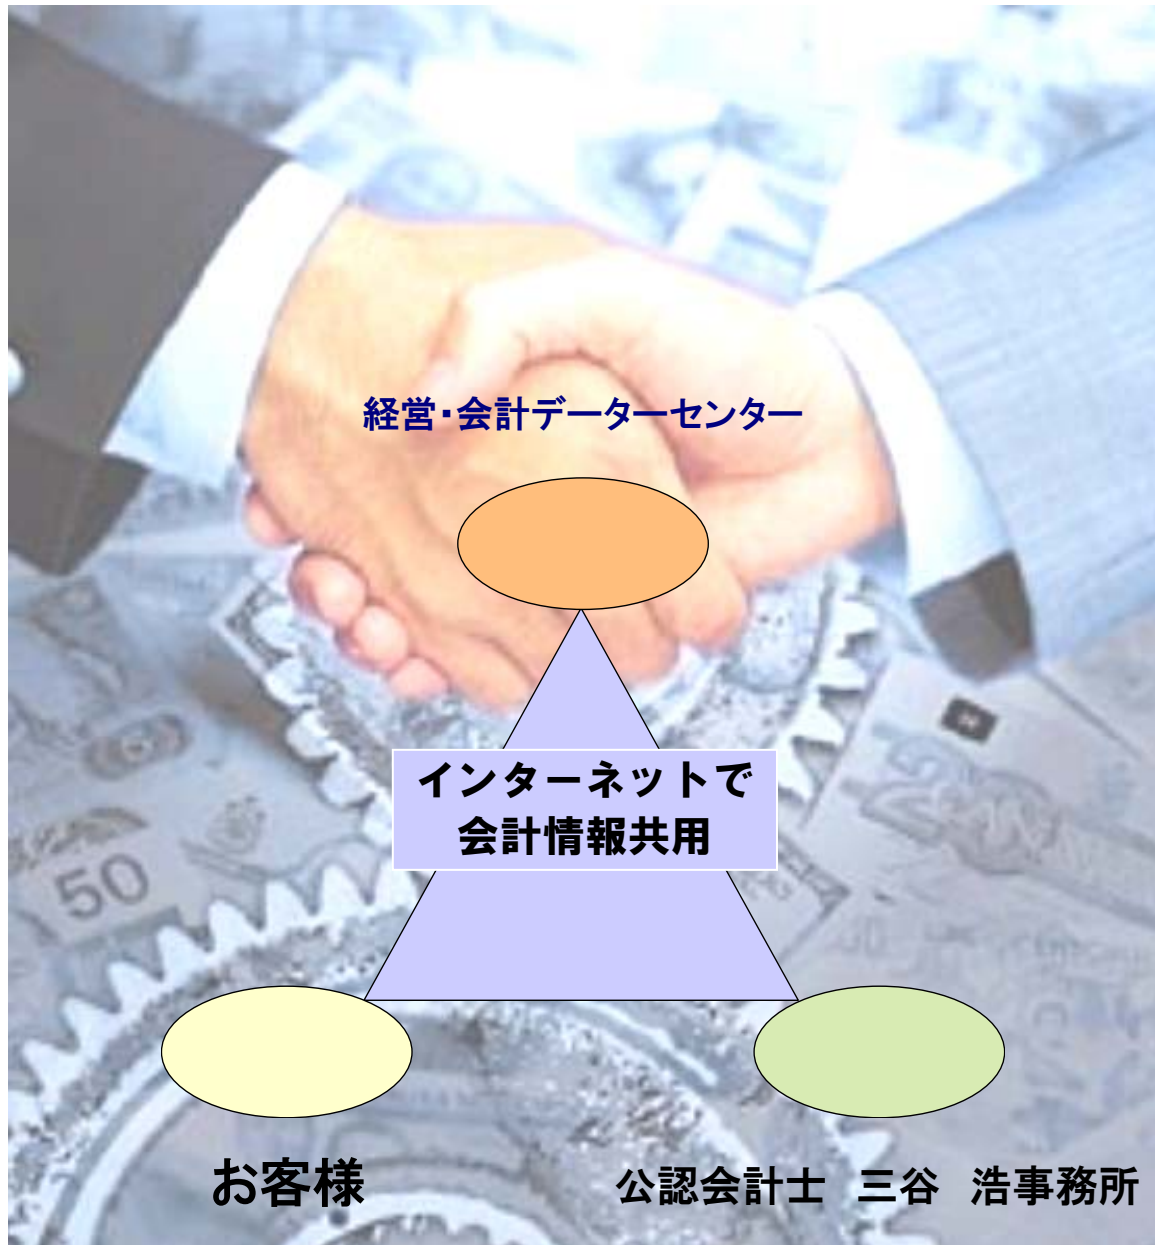 経営・会計データーセンター
インターネットで
会計情報共用
お客様
公認会計士　三谷　浩事務所
50